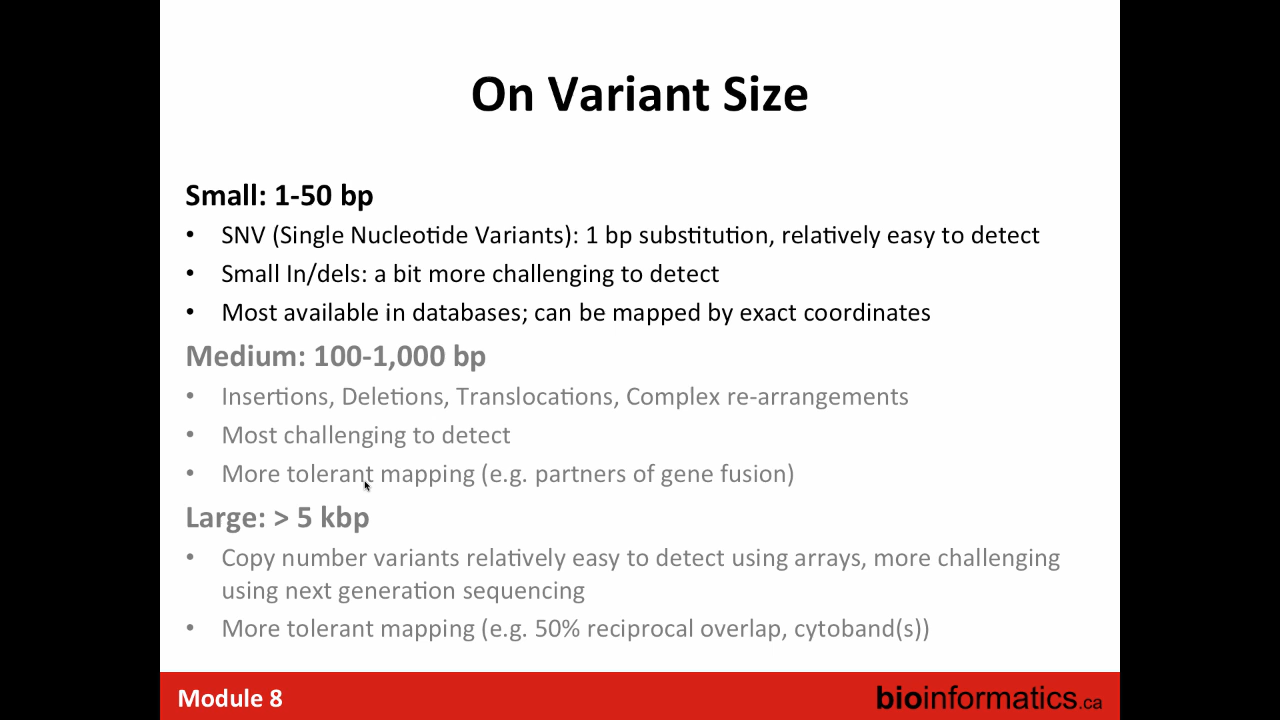 On Variant Size
Small: 1-50 bp
• SNV (Single Nucleotide Variants): 1 bp substitution, relatively easy to detect
• Small In/dels: a bit more challenging to detect
• Most available in databases; can be mapped by exact coordinates
Medium: 100-1,000 bp
• Insertions, Deletions, Translocations, Complex re-arrangements
• Most challenging to detect
• More tolerant mapping (e.g. partners of gene fusion)
Large: > 5 kbp
• Copy number variants relatively easy to detect using arrays, more challenging
using next generation sequencing
• More tolerant mapping (e.g. 50% reciprocal overlap, cytoband(s))
Module 8
bioinformatics.ca